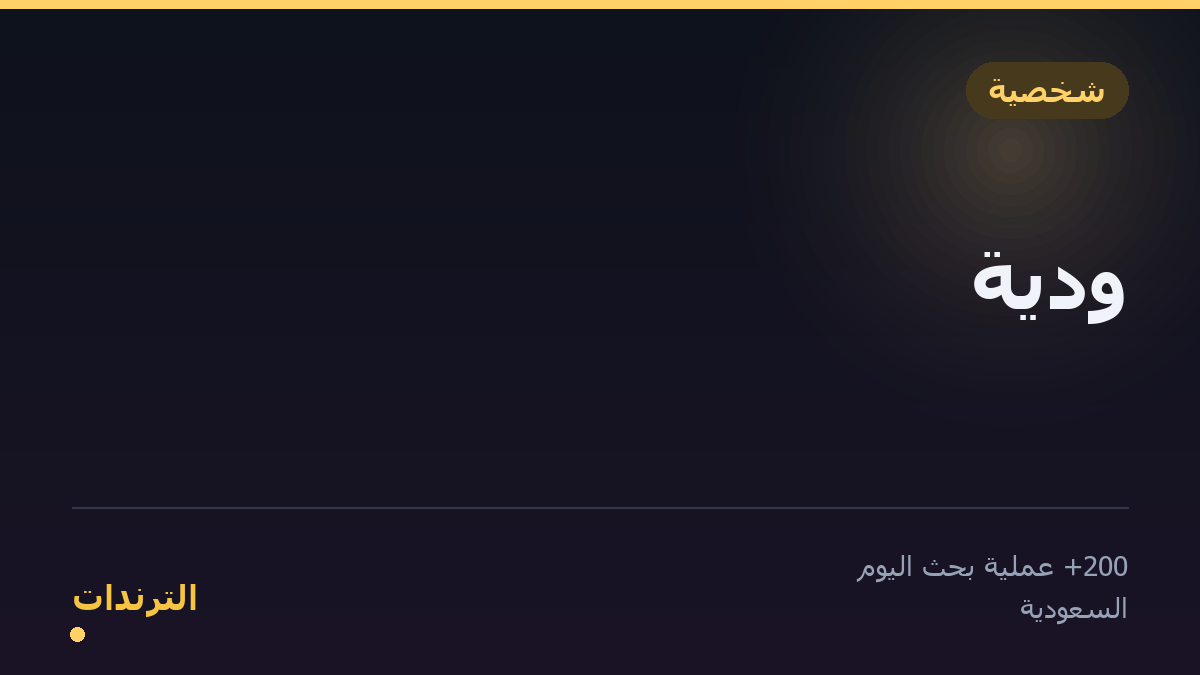 شخصية
ودية
+200 عملية بحث اليوم
السعودية
الترندات